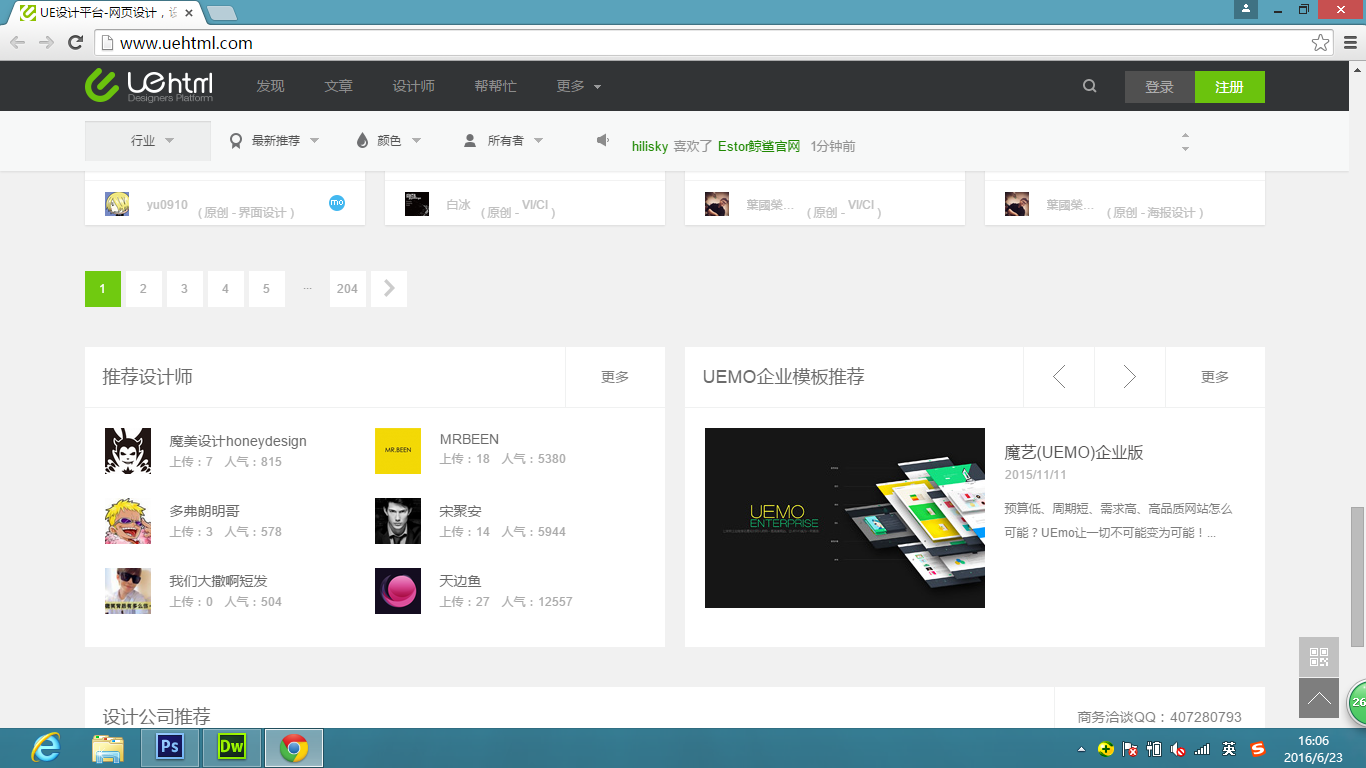 UE设计平台-网页设计，设
www.uehtml.com
uehtml
Designers Platform
发现
文章
设计师
帮帮忙
更多
登录
注册
行业
最新推荐
颜色
所有者
hilisky 喜欢了 Estor鲸鲨官网 1分钟前
yu0910 ( 原创 - 界面设计 )
mo
白冰 ( 原创 - VI/CI )
葉國榮... ( 原创 - VI/CI )
葉國榮... ( 原创 - 海报设计 )
1 2 3 4 5 ... 204
推荐设计师
更多
魔美设计honeydesign
上传：7 人气：815
MR.BEEN
MRBEEN
上传：18 人气：5380
多弗朗明哥
上传：3 人气：578
宋聚安
上传：14 人气：5944
我们大撒啊短发
上传：0 人气：504
天边鱼
上传：27 人气：12557
UEMO企业模板推荐
更多
UEMO
ENTERPRISE
魔艺(UEMO)企业版
2015/11/11
预算低、周期短、需求高、高品质网站怎么
可能？UEmo让一切不可能变为可能！...
设计公司推荐
商务洽谈QQ：407280793
26
Ps
Dw
英
16:06
2016/6/23